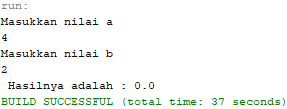 run:
Masukkan nilai a
4
Masukkan nilai b
2
 Hasilnya adalah : 0.0
BUILD SUCCESSFUL (total time: 37 seconds)